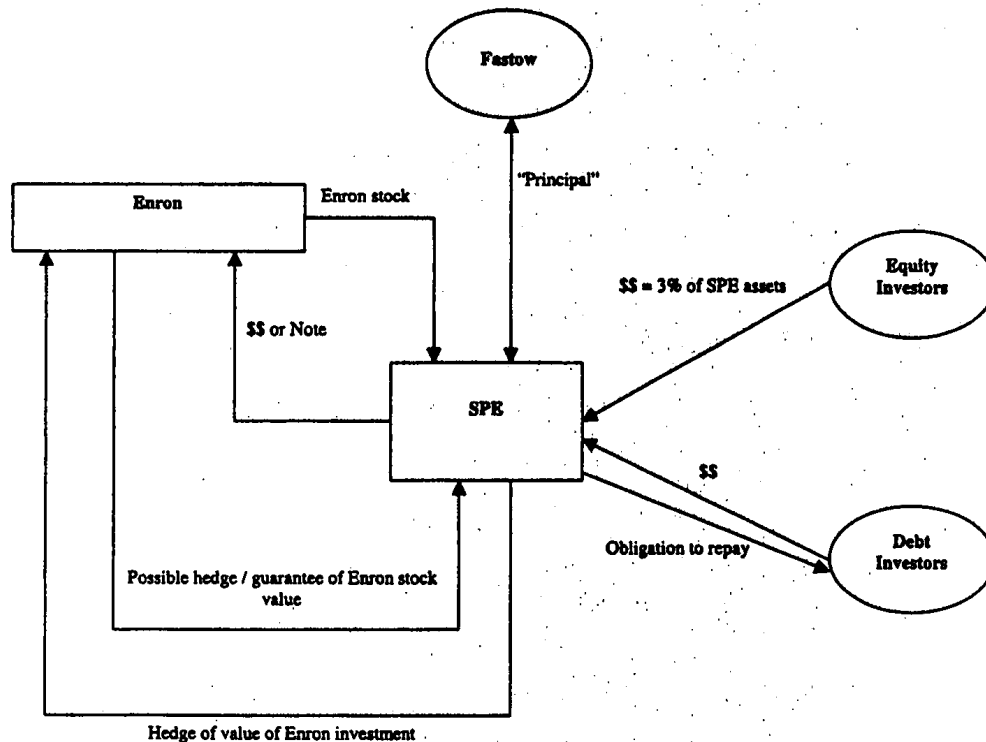 Fastow
"Principal"
Enron
Enron stock
Equity
Investors
$$ = 3% of SPE assets
$$ or Note
SPE
$$
Debt
Investors
Obligation to repay
Possible hedge / guarantee of Enron stock
value
Hedge of value of Enron investment